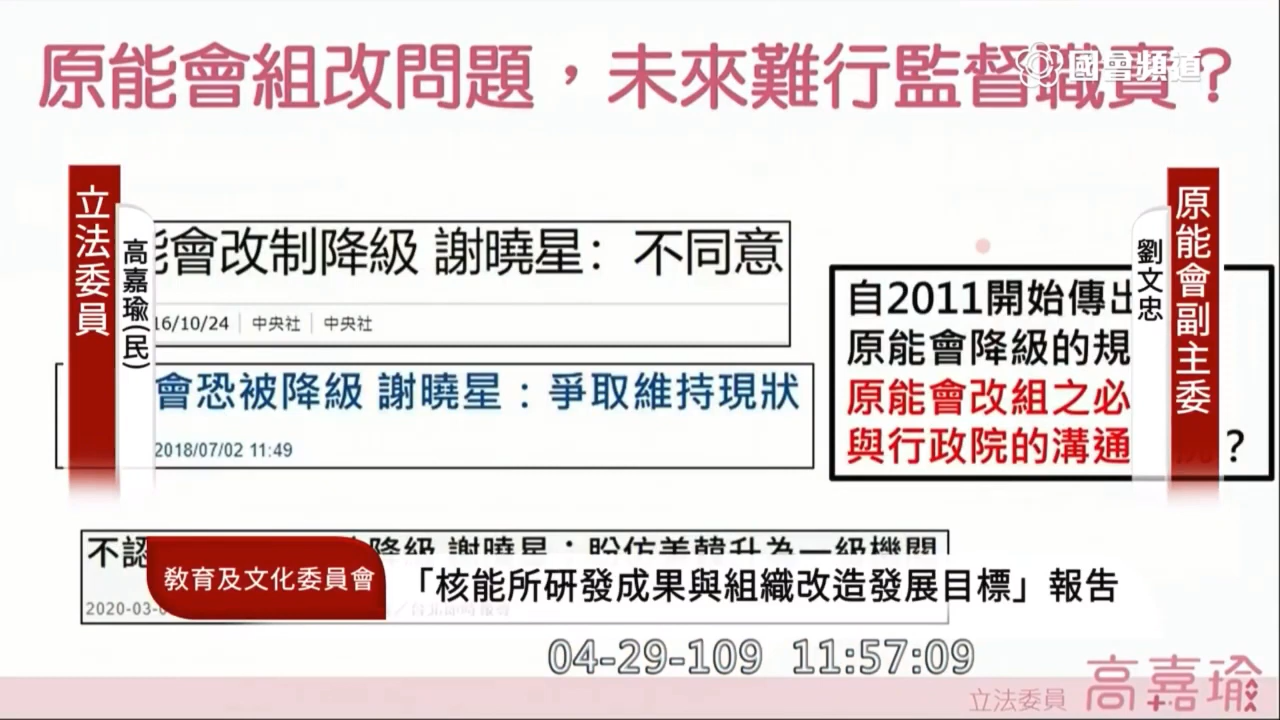 原能會組改問題，未來難行監督職責？
國會頻道
立法委員
高嘉瑜(民)
原能會副主委
劉文忠
能會改制降級 謝曉星：不同意
16/10/24 | 中央社 | 中央社
會恐被降級 謝曉星：爭取維持現狀
2018/07/02 11:49
自2011開始傳出
原能會降級的規
原能會改組之必
與行政院的溝通 ？
不認 降級 謝曉星：盼仿美韓升為一級機關
2020-03-0
教育及文化委員會
「核能所研發成果與組織改造發展目標」報告
04-29-109 11:57:09
立法委員 高嘉瑜